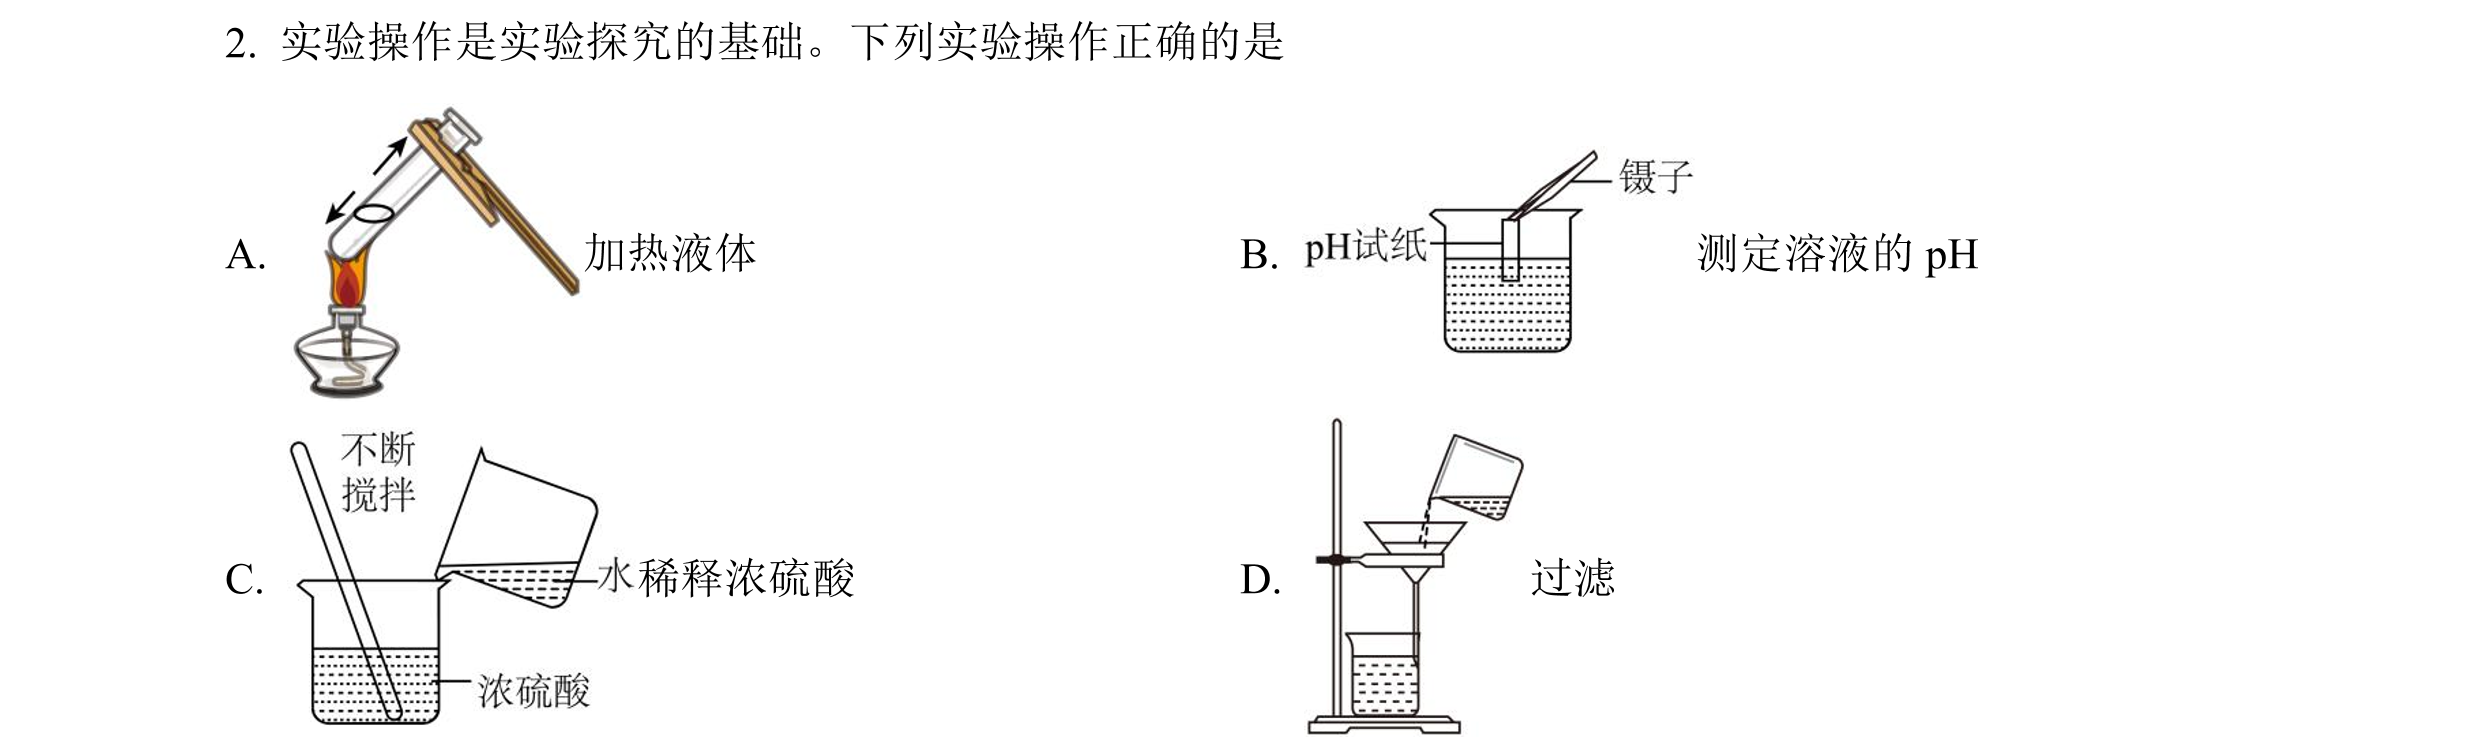 2. 实验操作是实验探究的基础。下列实验操作正确的是
A. 加热液体
B. pH试纸 镊子 测定溶液的 pH
C. 不断搅拌 水 浓硫酸 稀释浓硫酸
D. 过滤